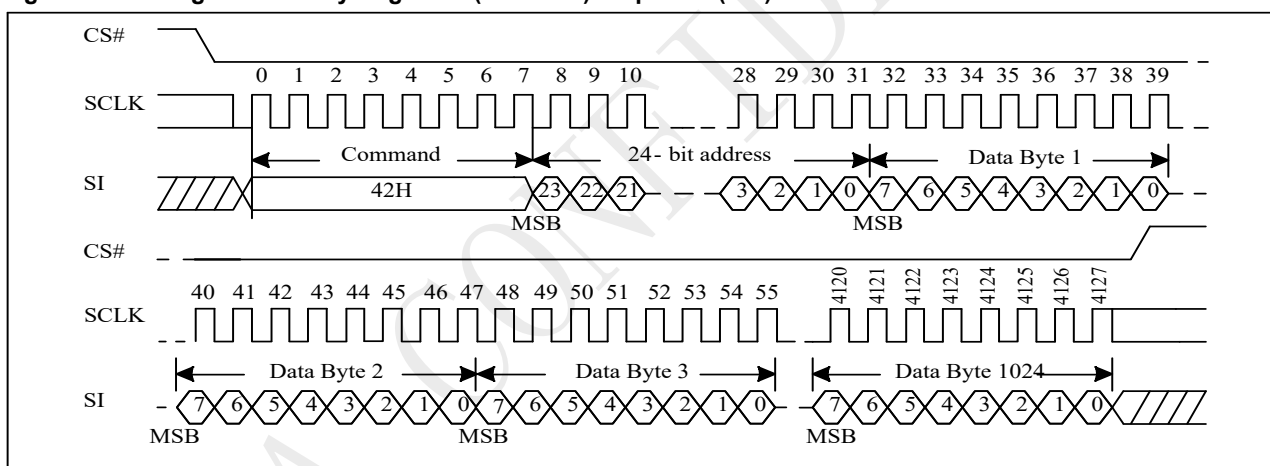 CS#
0 1 2 3 4 5 6 7 8 9 10 28 29 30 31 32 33 34 35 36 37 38 39
SCLK
Command 24- bit address Data Byte 1
SI 42H 23 22 21 3 2 1 0 7 6 5 4 3 2 1 0
MSB MSB
CS#
40 41 42 43 44 45 46 47 48 49 50 51 52 53 54 55 4120 4121 4122 4123 4124 4125 4126 4127
SCLK
Data Byte 2 Data Byte 3 Data Byte 1024
SI 7 6 5 4 3 2 1 0 7 6 5 4 3 2 1 0 7 6 5 4 3 2 1 0
MSB MSB MSB